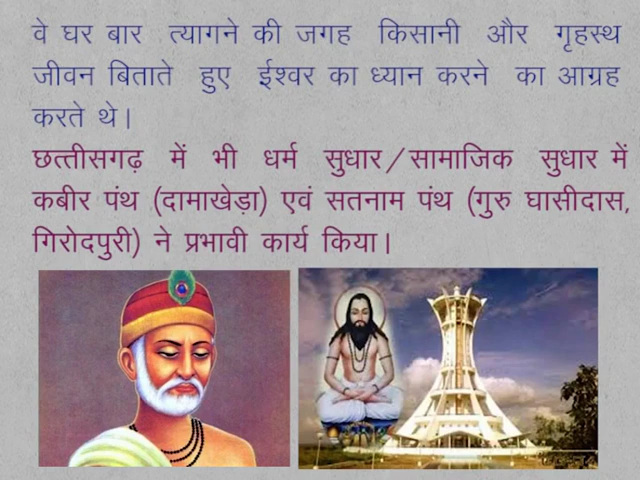 वे घर बार त्यागने की जगह किसानी और गृहस्थ
जीवन बिताते हुए ईश्वर का ध्यान करने का आग्रह
करते थे।
छत्तीसगढ़ में भी धर्म सुधार/सामाजिक सुधार में
कबीर पंथ (दामाखेड़ा) एवं सतनाम पंथ (गुरु घासीदास,
गिरोदपुरी) ने प्रभावी कार्य किया।